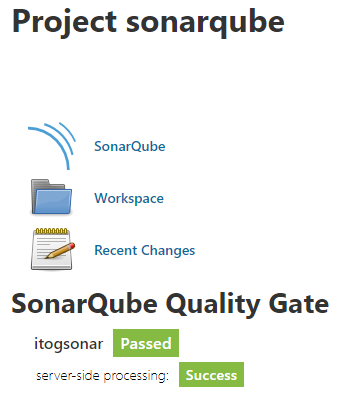 Project sonarqube
SonarQube
Workspace
Recent Changes
SonarQube Quality Gate
itogsonar Passed
server-side processing: Success